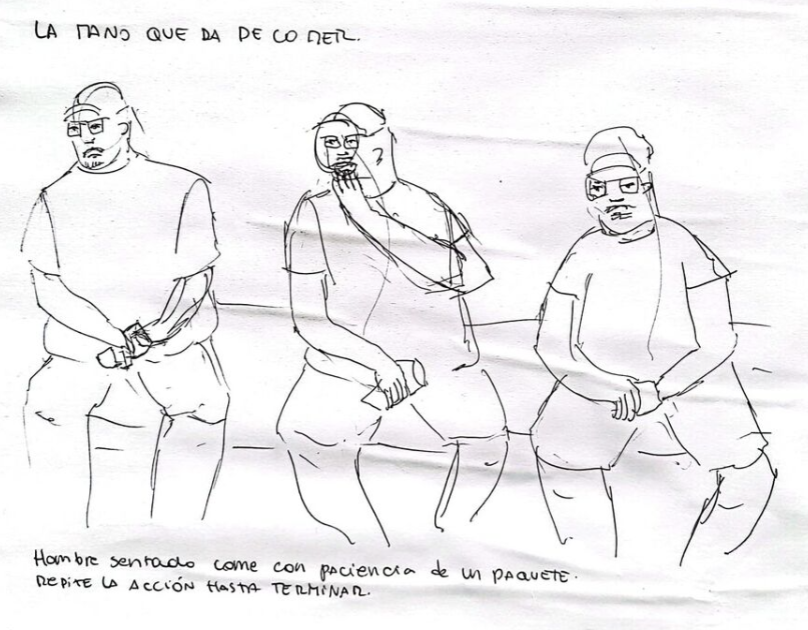 LA MANO QUE DA DE COMER.
Hombre sentado come con paciencia de un PAQUETE.
REPITE LA ACCIÓN HASTA TERMINAR.